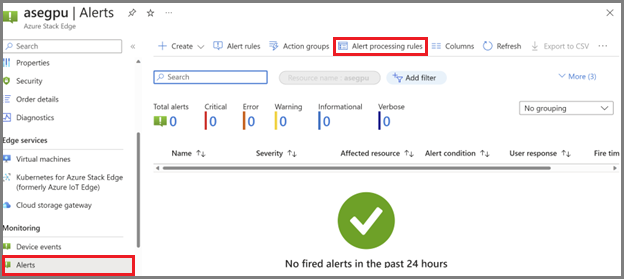 asegpu | Alerts
Azure Stack Edge
Search
Properties
Security
Order details
Diagnostics
Edge services
Virtual machines
Kubernetes for Azure Stack Edge
(formerly Azure IoT Edge)
Cloud storage gateway
Monitoring
Device events
Alerts
Create
Alert rules
Action groups
Alert processing rules
Columns
Refresh
Export to CSV
Search
Resource name : asegpu
Add filter
More (3)
Total alerts
0
Critical
0
Error
0
Warning
0
Informational
0
Verbose
0
No grouping
Name
Severity
Affected resource
Alert condition
User response
Fire tim
No fired alerts in the past 24 hours